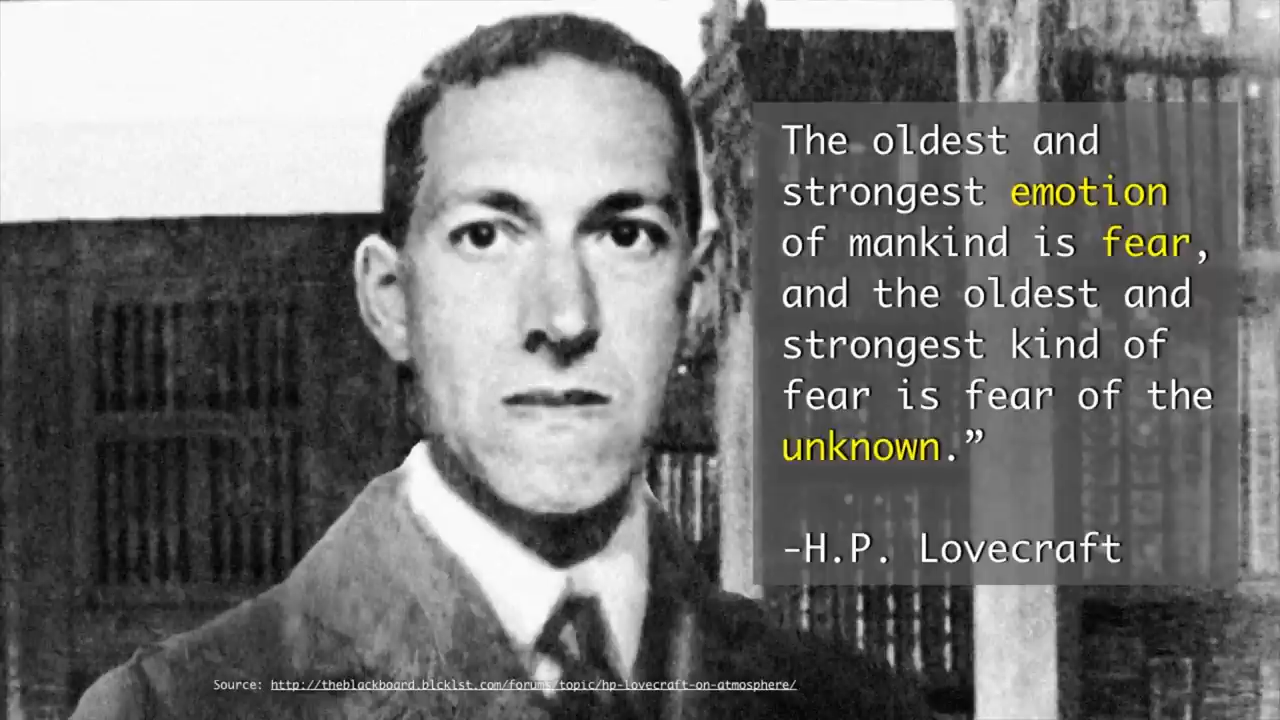 The oldest and
strongest emotion
of mankind is fear,
and the oldest and
strongest kind of
fear is fear of the
unknown.”
-H.P. Lovecraft
Source: http://theblackboard.blcklst.com/forums/topic/hp-lovecraft-on-atmosphere/